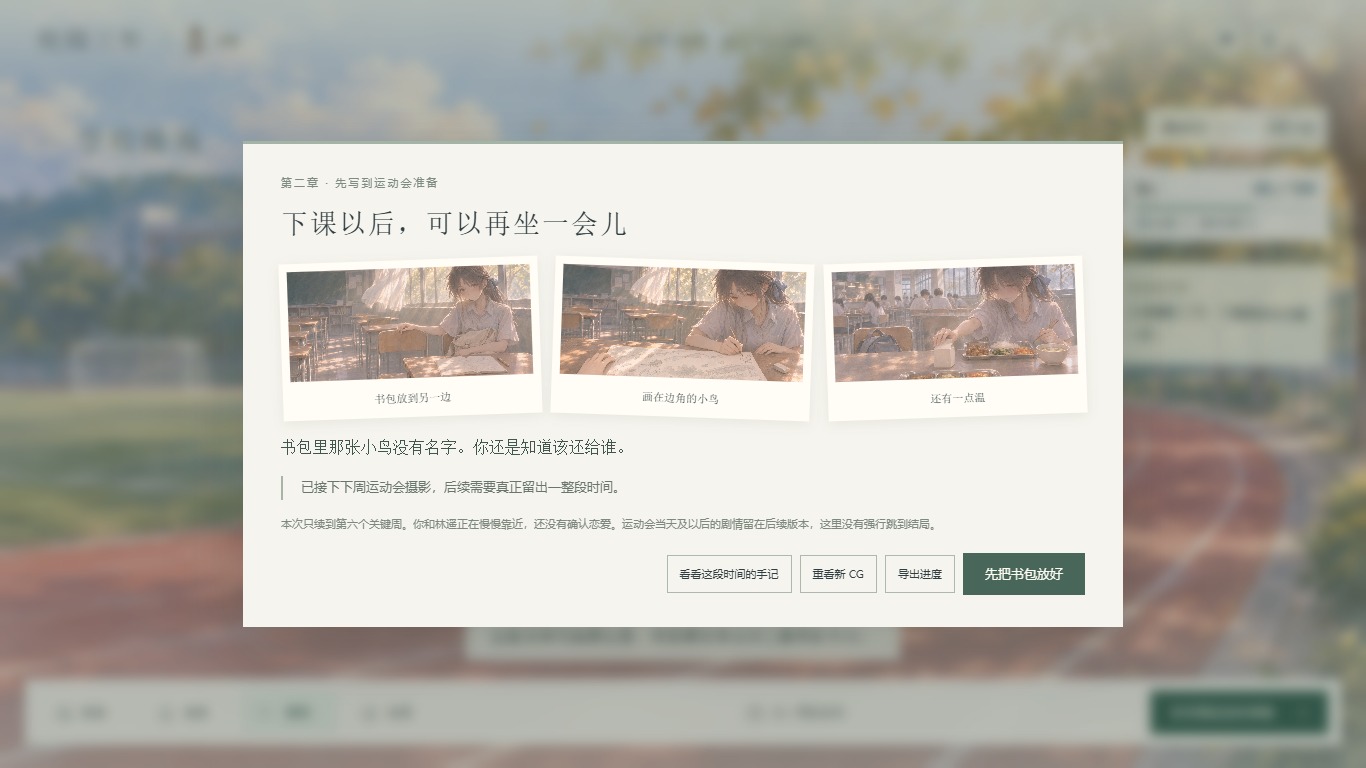 第二章 · 先写到运动会准备
下课以后，可以再坐一会儿
书包放到另一边
画在边角的小鸟
还有一点温
书包里那张小鸟没有名字。你还是知道该还给谁。
已接下下周运动会摄影，后续需要真正留出一整段时间。
本次只续到第六个关键周。你和林遥正在慢慢靠近，还没有确认恋爱。运动会当天及以后的剧情留在后续版本，这里没有强行跳到结局。
看看这段时间的手记
重看新 CG
导出进度
先把书包放好